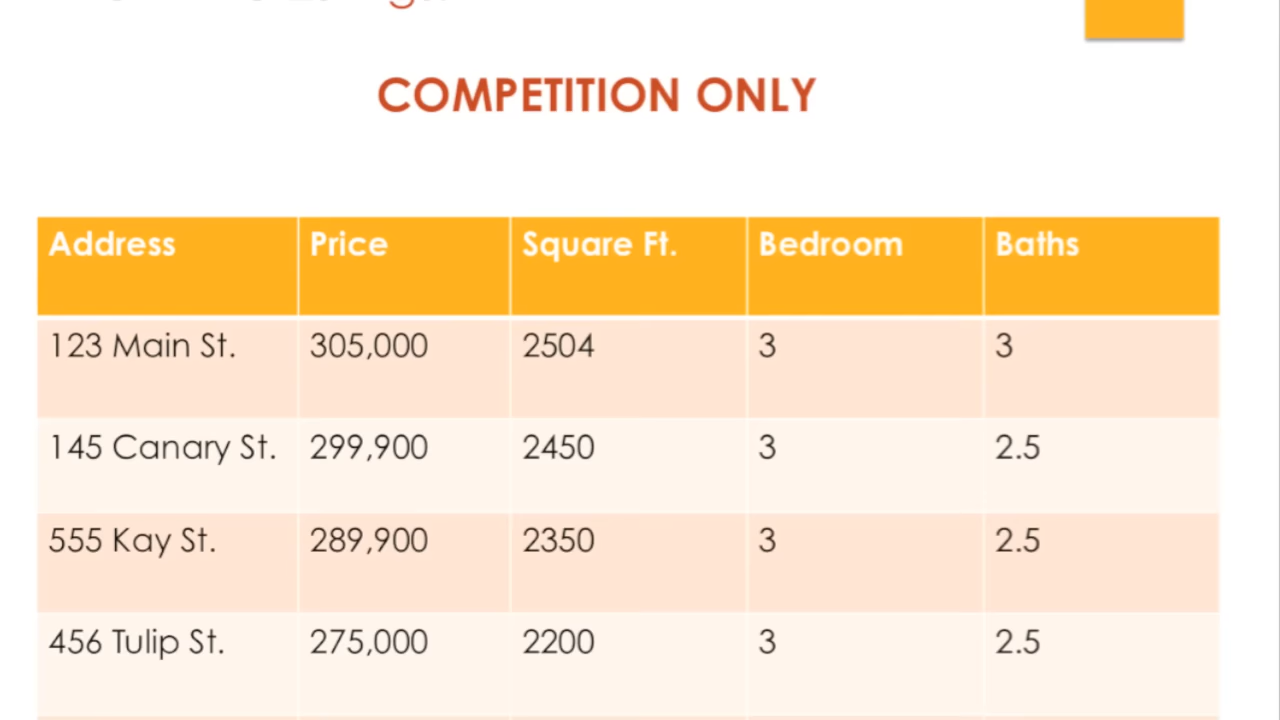 COMPETITION ONLY
Address Price Square Ft. Bedroom Baths
123 Main St. 305,000 2504 3 3
145 Canary St. 299,900 2450 3 2.5
555 Kay St. 289,900 2350 3 2.5
456 Tulip St. 275,000 2200 3 2.5